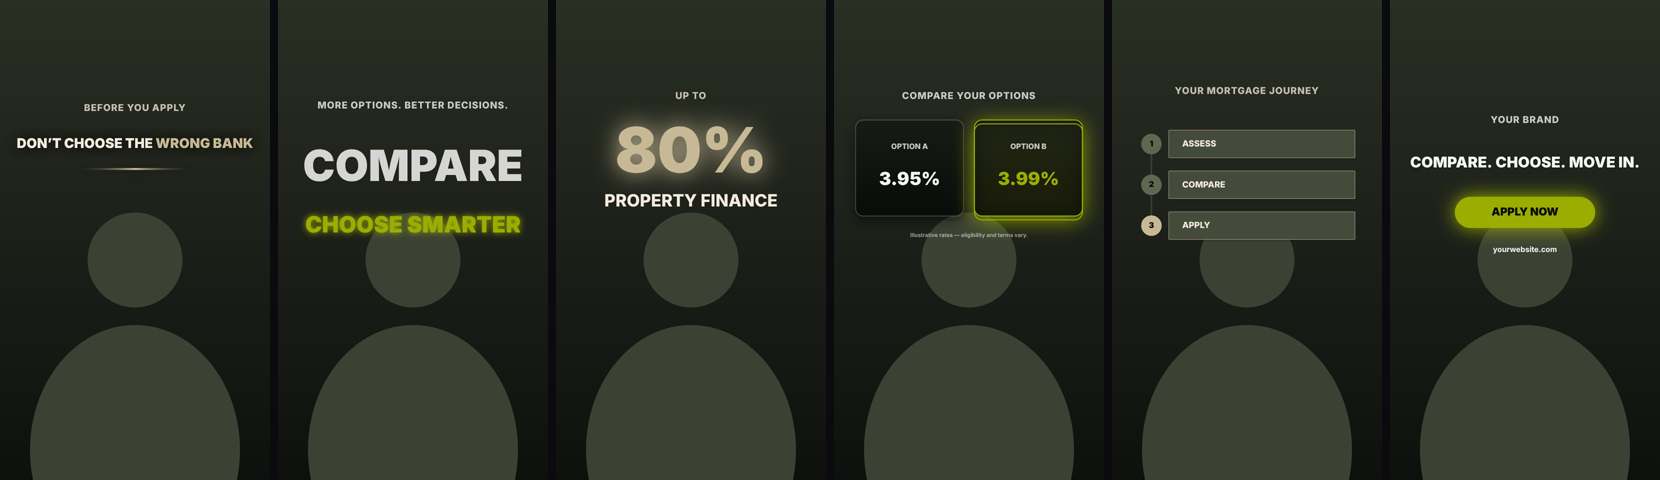 BEFORE YOU APPLY
DON’T CHOOSE THE WRONG BANK
MORE OPTIONS. BETTER DECISIONS.
COMPARE
CHOOSE SMARTER
UP TO
80%
PROPERTY FINANCE
COMPARE YOUR OPTIONS
OPTION A
3.95%
OPTION B
3.99%
Illustrative rates — eligibility and terms vary.
YOUR MORTGAGE JOURNEY
1 ASSESS
2 COMPARE
3 APPLY
YOUR BRAND
COMPARE. CHOOSE. MOVE IN.
APPLY NOW
yourwebsite.com